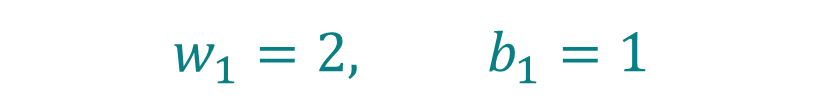 w₁ = 2, b₁ = 1